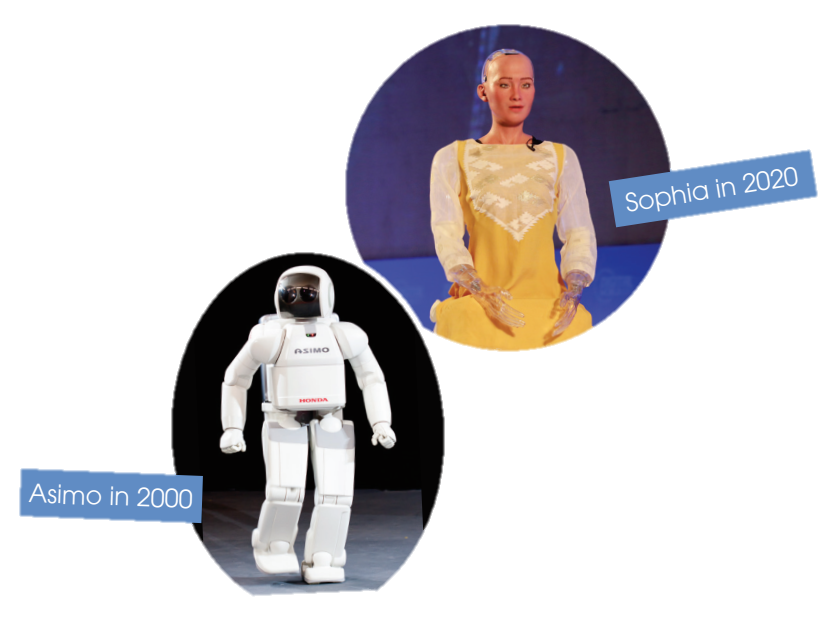 Sophia in 2020
ASIMO
HONDA
Asimo in 2000